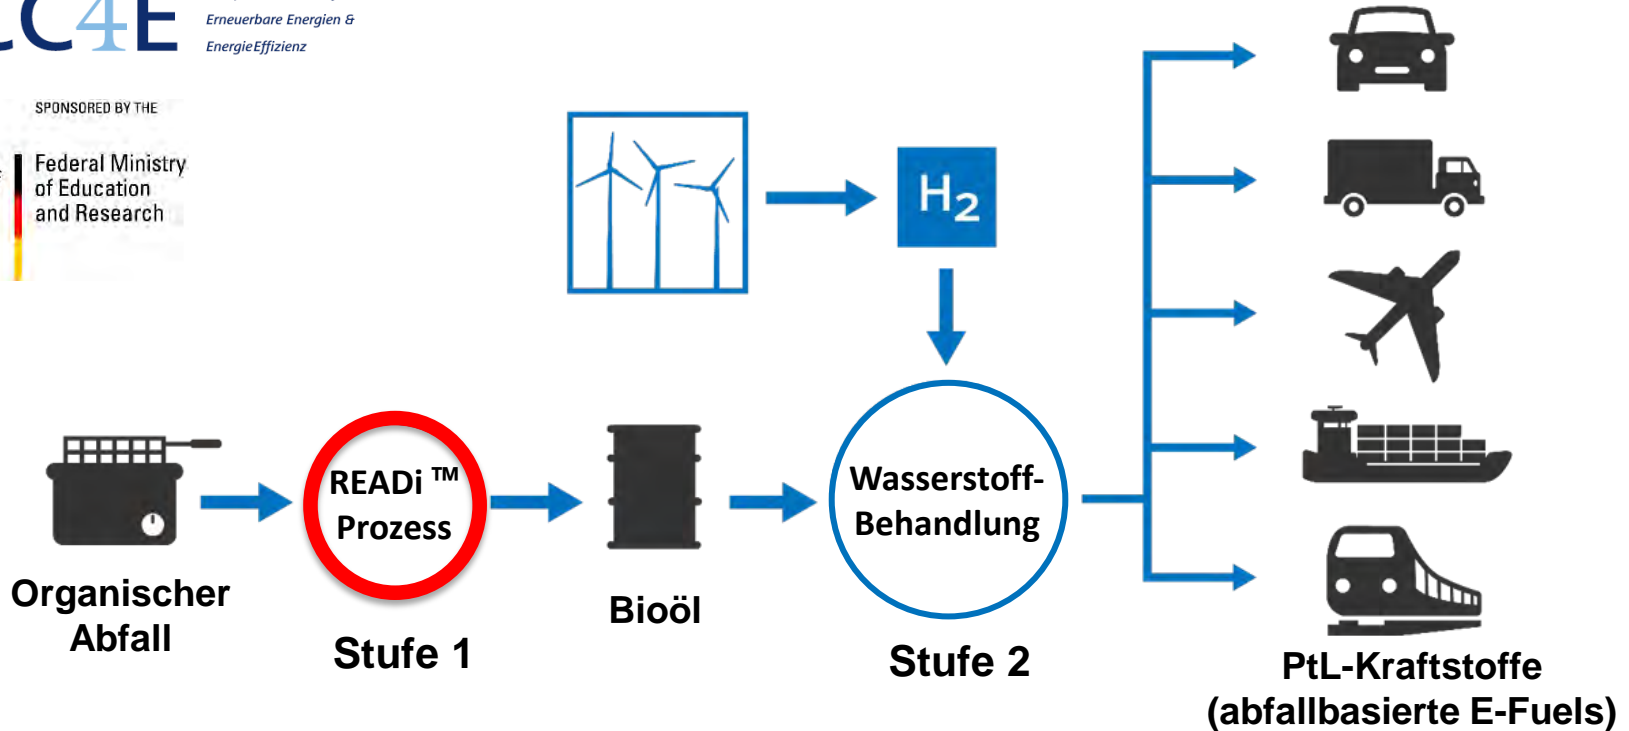 CC4E
Erneuerbare Energien &
EnergieEffizienz
SPONSORED BY THE
Federal Ministry
of Education
and Research
H2
READi ™
Prozess
Wasserstoff-
Behandlung
Organischer
Abfall
Stufe 1
Bioöl
Stufe 2
PtL-Kraftstoffe
(abfallbasierte E-Fuels)